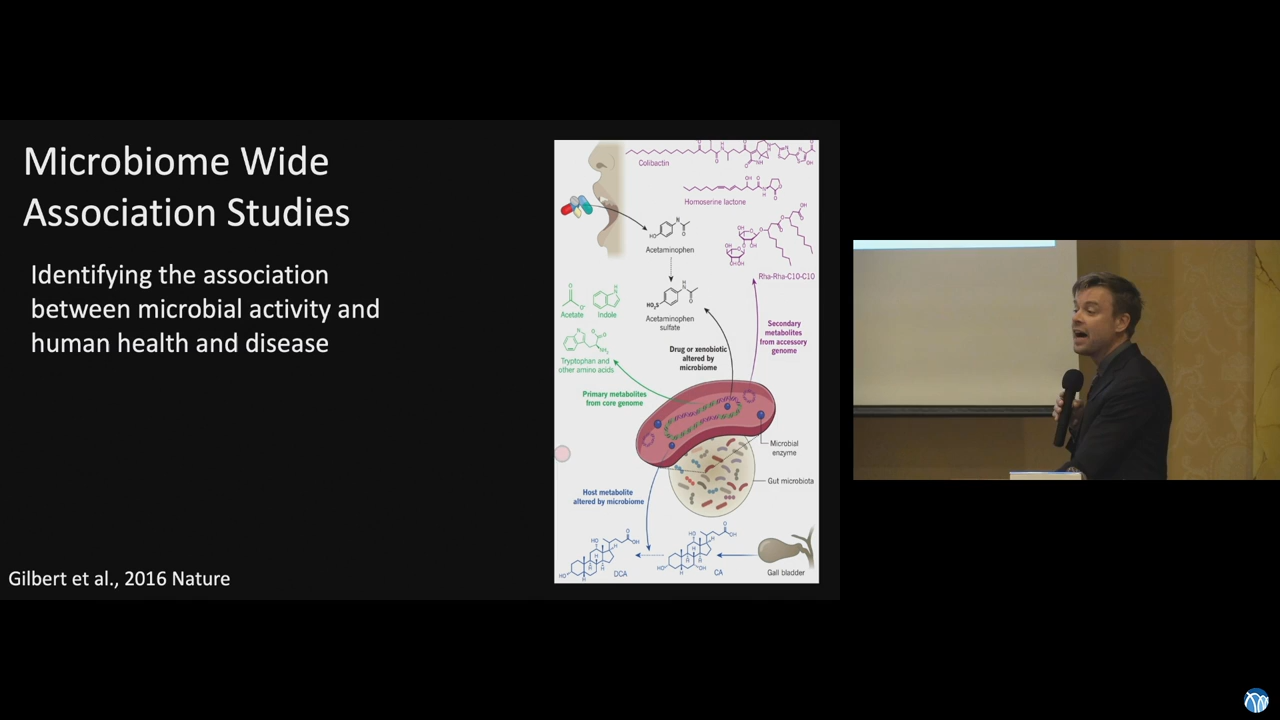 Microbiome Wide
Association Studies
Identifying the association
between microbial activity and
human health and disease
Gilbert et al., 2016 Nature
Colibactin
Homoserine lactone
HO
Acetaminophen
Rha-Rha-C10-C10
Acetate
Indole
HO3S
Acetaminophen
sulfate
Secondary
metabolites
from accessory
genome
Drug or xenobiotic
altered by
microbiome
Tryptophan and
other amino acids
Primary metabolites
from core genome
Microbial
enzyme
Gut microbiota
Host metabolite
altered by microbiome
DCA
CA
Gall bladder